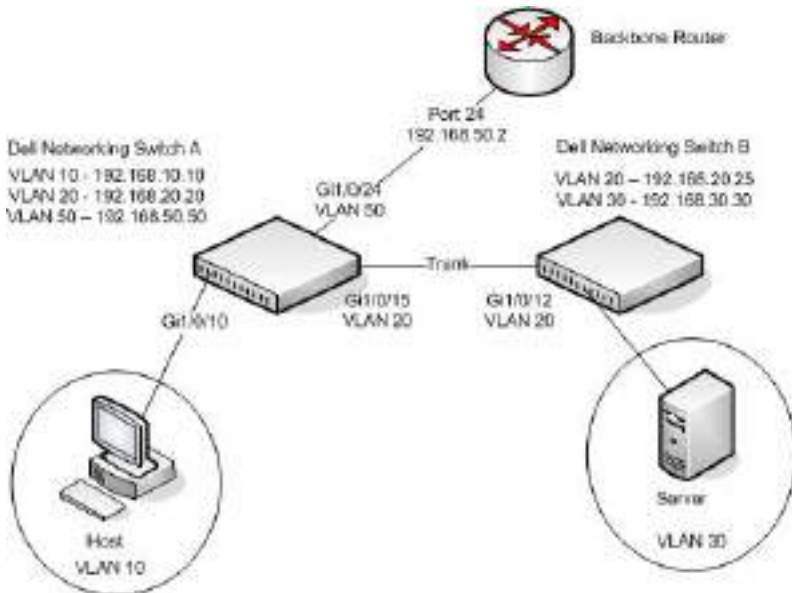 Backbone Router
Port 24
192.168.50.2
Dell Networking Switch A
VLAN 10 - 192.168.10.10
VLAN 20 - 192.168.20.20
VLAN 50 – 192.168.50.50
Dell Networking Switch B
VLAN 20 – 192.168.20.25
VLAN 30 - 192.168.30.30
Gi1/0/24
VLAN 50
Trunk
Gi1/0/15
VLAN 20
Gi1/0/12
VLAN 20
Gi1/0/10
Host
VLAN 10
Server
VLAN 30